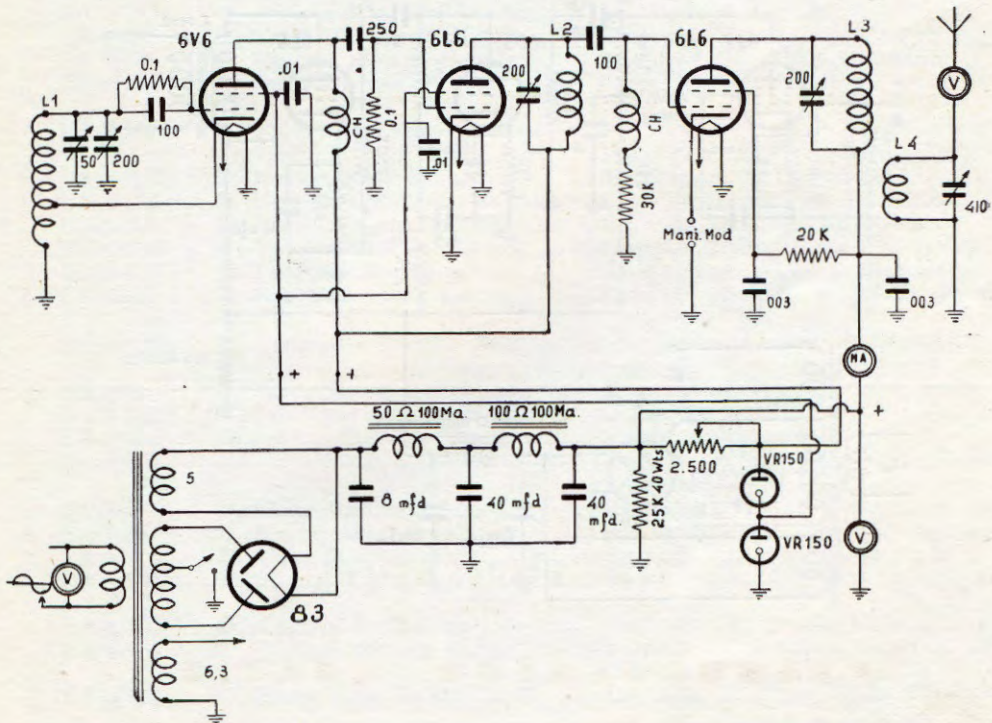 6V6
250
6L6
L2
100
6L6
L3
0.1
.01
200
200
V
L1
100
50
200
CH
0.1
.01
CH
30K
L4
410
Mani. Mod
20 K
003
003
MA
+
+
+
50 Ω 100 Ma.
100 Ω 100 Ma.
2.500
VR150
5
8 mfd
40 mfd
40 mfd.
25K 40 Wts
VR150
V
V
83
6,3